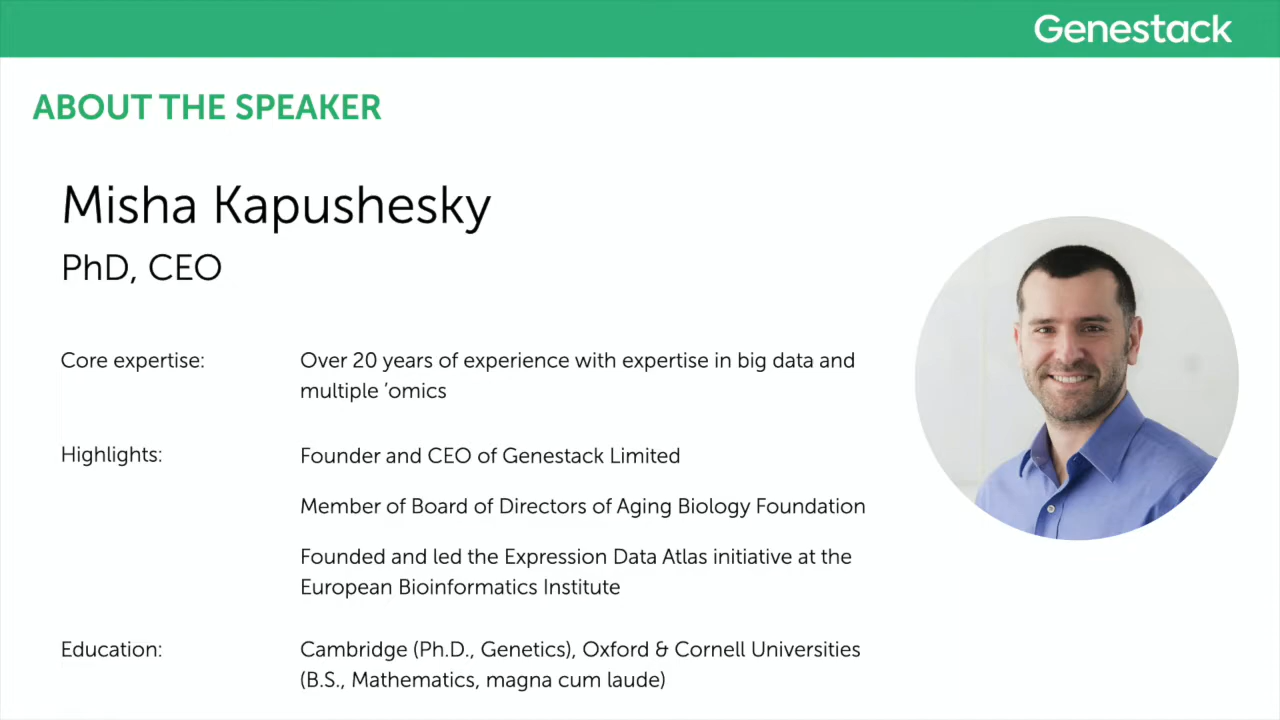 Genestack
ABOUT THE SPEAKER
Misha Kapushesky
PhD, CEO
Core expertise:
Over 20 years of experience with expertise in big data and
multiple ’omics
Highlights:
Founder and CEO of Genestack Limited
Member of Board of Directors of Aging Biology Foundation
Founded and led the Expression Data Atlas initiative at the
European Bioinformatics Institute
Education:
Cambridge (Ph.D., Genetics), Oxford & Cornell Universities
(B.S., Mathematics, magna cum laude)